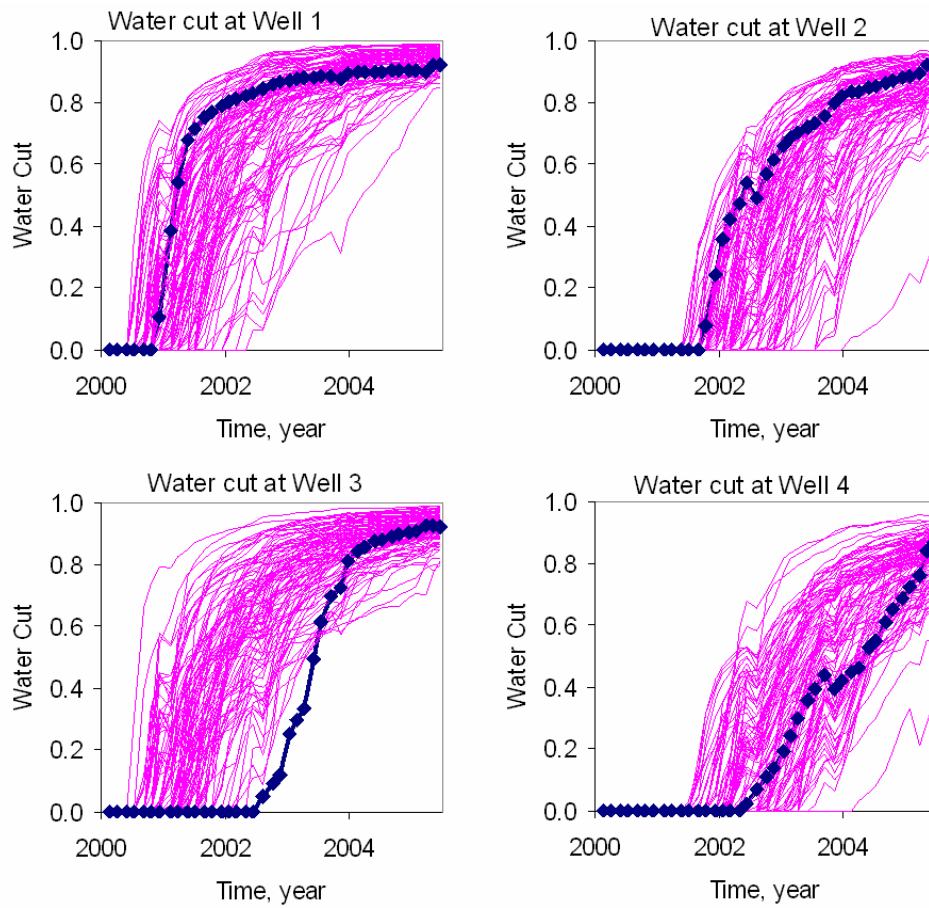 Water cut at Well 1
1.0
0.8
0.6
0.4
0.2
0.0
Water Cut
2000 2002 2004
Time, year
Water cut at Well 2
1.0
0.8
0.6
0.4
0.2
0.0
Water Cut
2000 2002 2004
Time, year
Water cut at Well 3
1.0
0.8
0.6
0.4
0.2
0.0
Water Cut
2000 2002 2004
Time, year
Water cut at Well 4
1.0
0.8
0.6
0.4
0.2
0.0
Water Cut
2000 2002 2004
Time, year